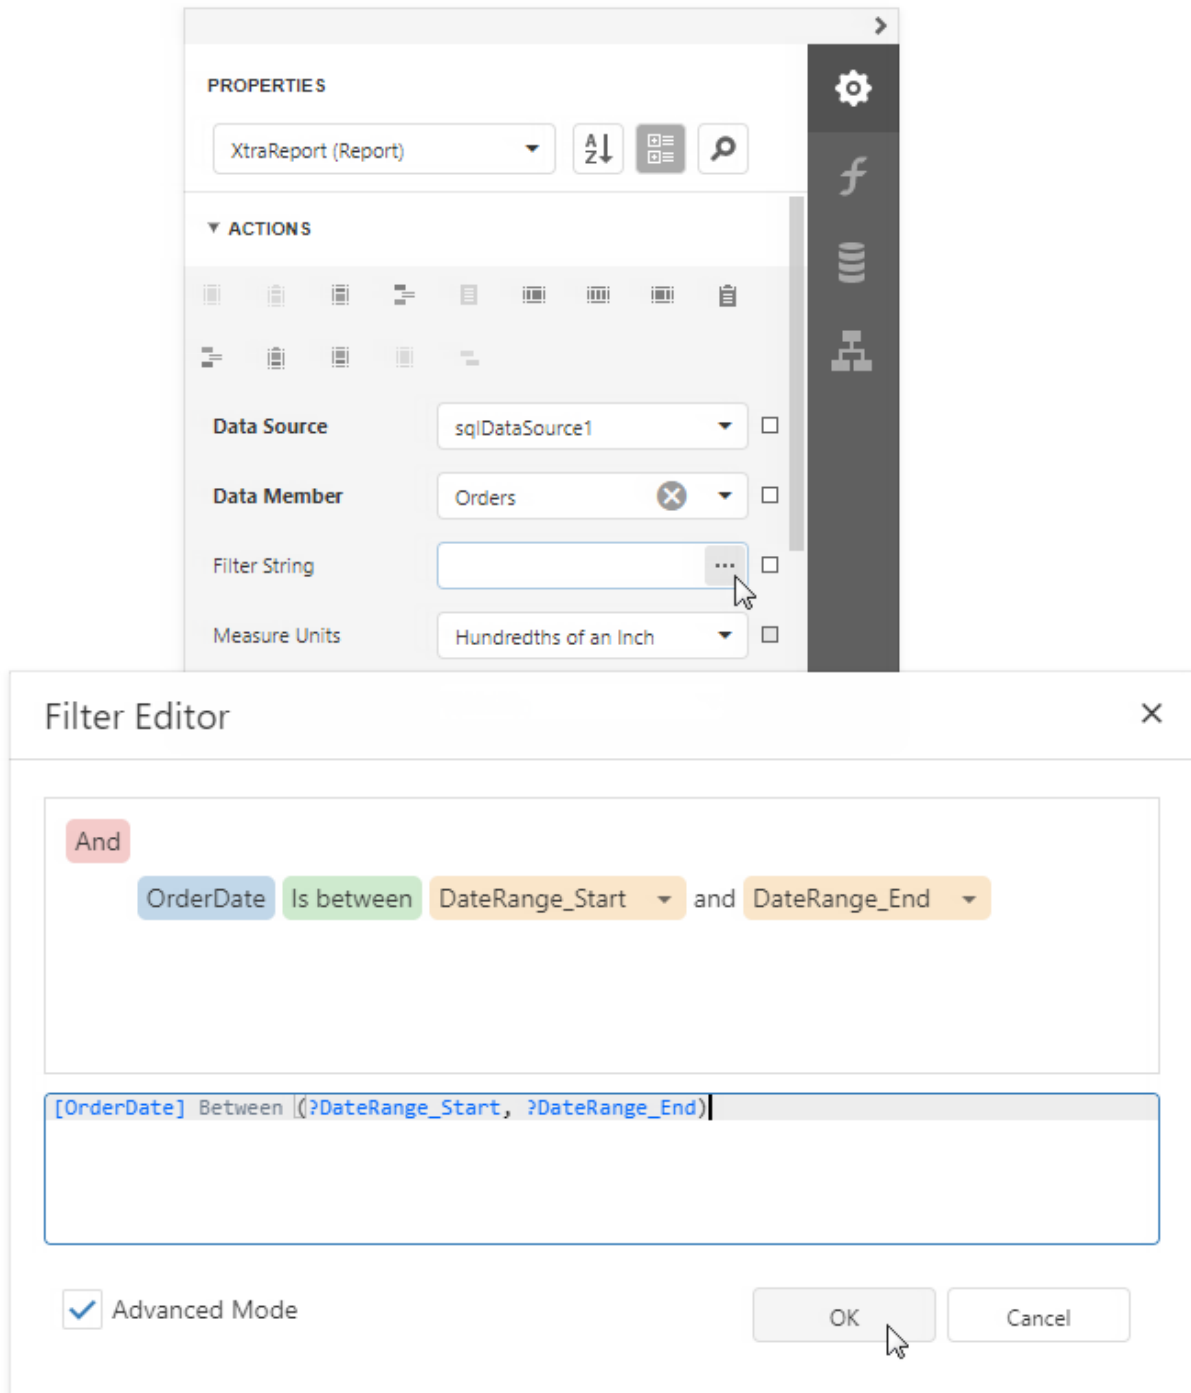 PROPERTIES
XtraReport (Report)
ACTIONS
Data Source
sqlDataSource1
Data Member
Orders
Filter String
...
Measure Units
Hundredths of an Inch
Filter Editor
And
OrderDate Is between DateRange_Start and DateRange_End
[OrderDate] Between (?DateRange_Start, ?DateRange_End)
Advanced Mode
OK
Cancel